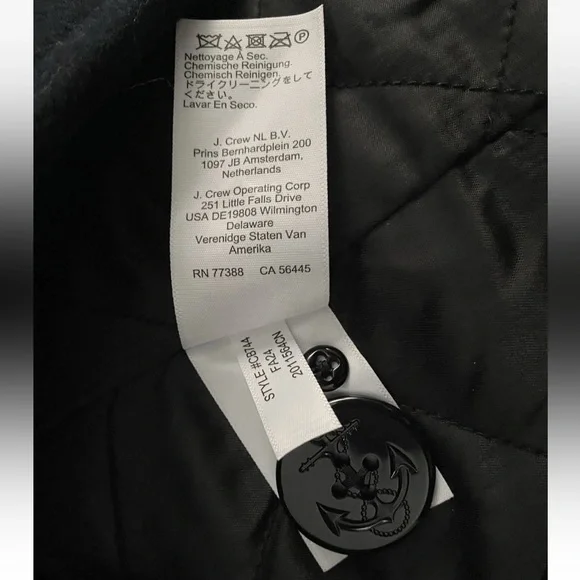 Nettoyage À Sec.
Chemische Reinigung.
Chemisch Reinigen.
ドライクリーニングをして
ください。
Lavar En Seco.
J. Crew NL B.V.
Prins Bernhardplein 200
1097 JB Amsterdam,
Netherlands
J. Crew Operating Corp
251 Little Falls Drive
USA DE19808 Wilmington
Delaware
Verenidge Staten Van
Amerika
RN 77388 CA 56445
STYLE #CB74A
FA24
2011564CN